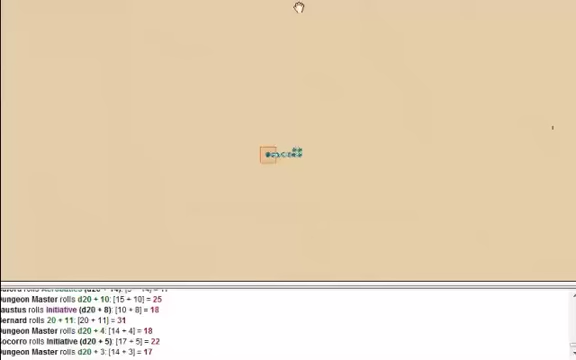 ungeon Master rolls d20 + 10: [15 + 10] = 25
austus rolls Initiative (d20 + 8): [10 + 8] = 18
ernard rolls 20 + 11: [20 + 11] = 31
ungeon Master rolls d20 + 4: [14 + 4] = 18
ocorro rolls Initiative (d20 + 5): [17 + 5] = 22
ungeon Master rolls d20 + 3: [14 + 3] = 17